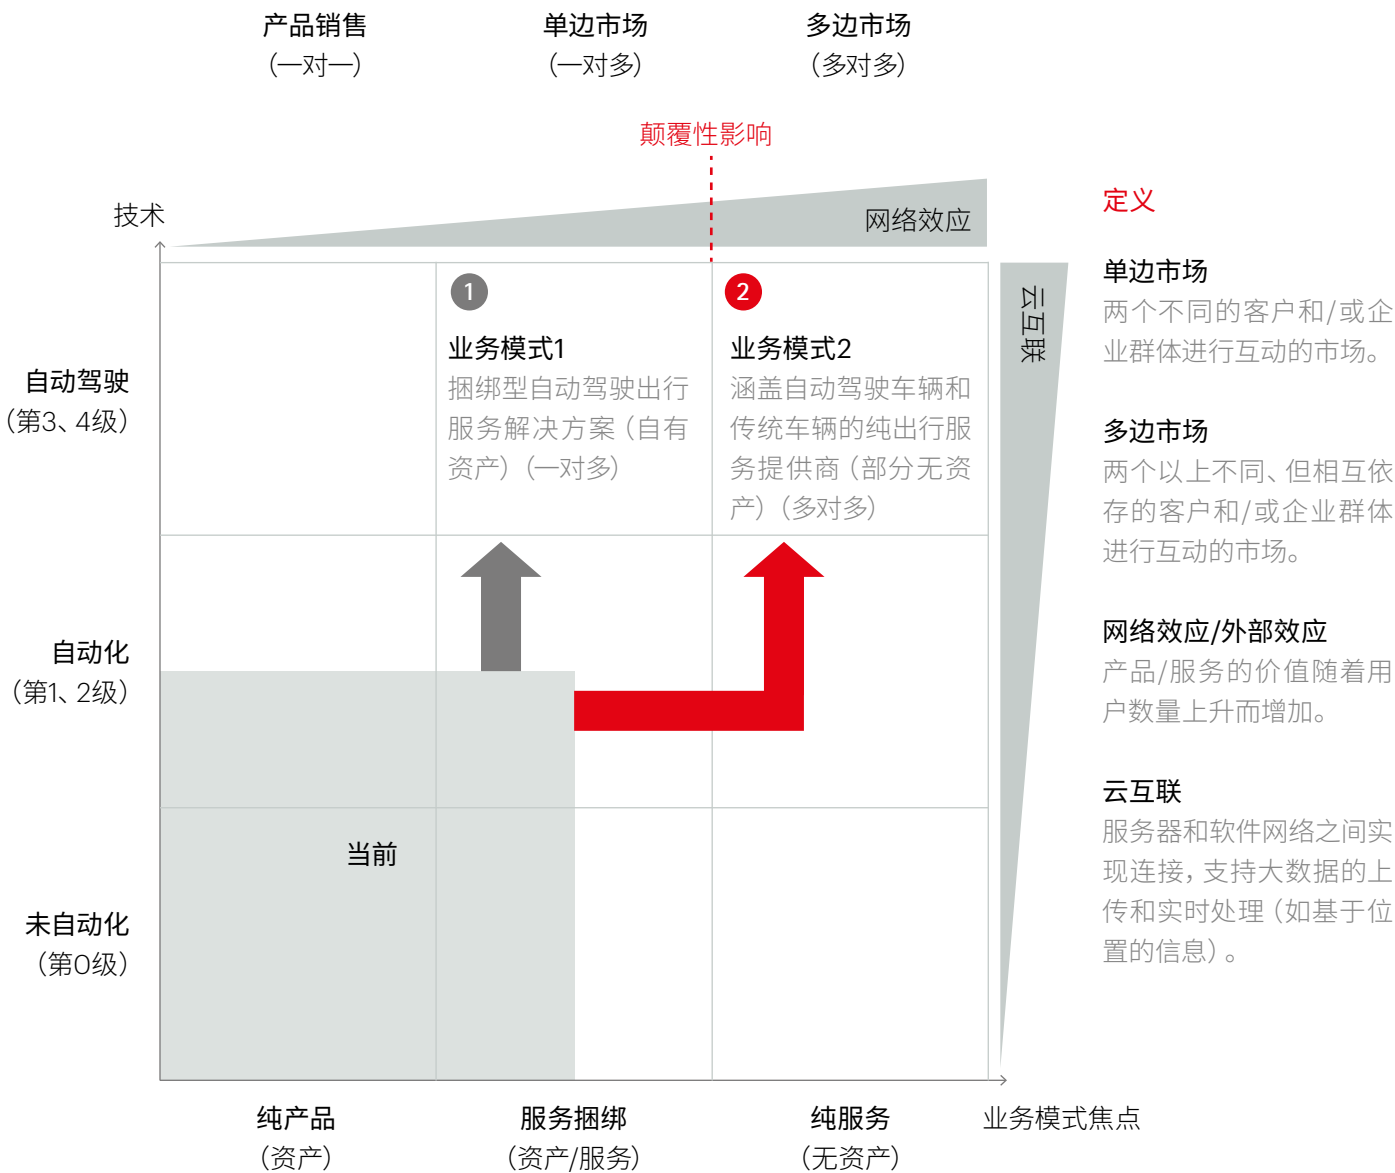 产品销售
（一对一）
单边市场
（一对多）
多边市场
（多对多）
颠覆性影响
技术
网络效应
云互联
自动驾驶
（第3、4级）
自动化
（第1、2级）
未自动化
（第0级）
1
业务模式1
捆绑型自动驾驶出行
服务解决方案（自有
资产）（一对多）
2
业务模式2
涵盖自动驾驶车辆和
传统车辆的纯出行服
务提供商（部分无资
产）（多对多）
当前
纯产品
（资产）
服务捆绑
（资产/服务）
纯服务
（无资产）
业务模式焦点
定义
单边市场
两个不同的客户和/或企
业群体进行互动的市场。
多边市场
两个以上不同、但相互依
存的客户和/或企业群体
进行互动的市场。
网络效应/外部效应
产品/服务的价值随着用
户数量上升而增加。
云互联
服务器和软件网络之间实
现连接，支持大数据的上
传和实时处理（如基于位
置的信息）。